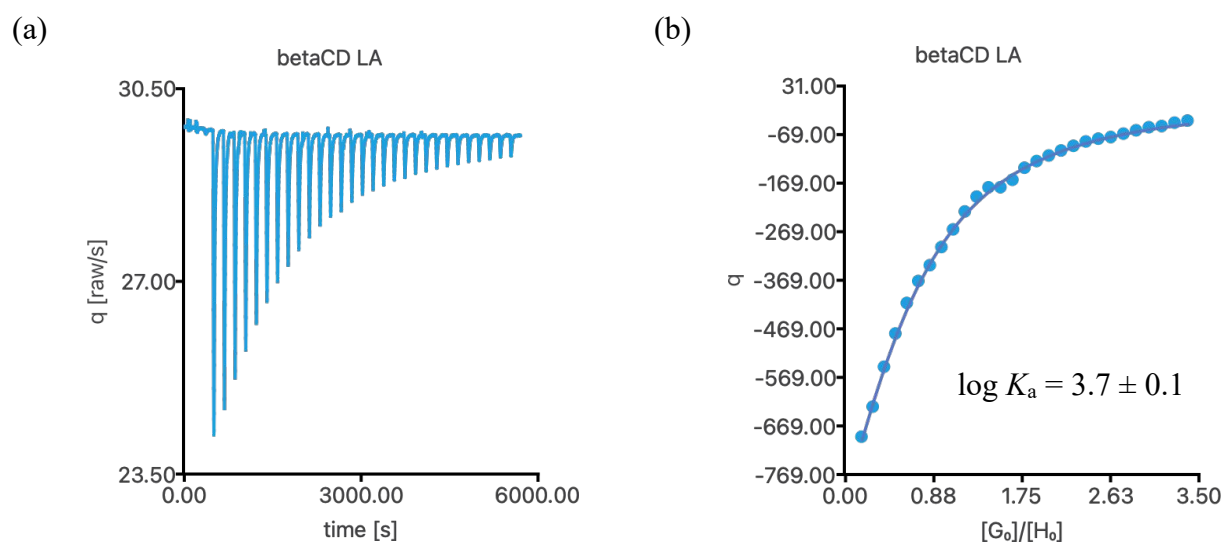 (a)
betaCD LA
30.50
27.00
23.50
q [raw/s]
0.00 3000.00 6000.00
time [s]
(b)
betaCD LA
31.00
-69.00
-169.00
-269.00
-369.00
-469.00
-569.00
-669.00
-769.00
q
log Ka = 3.7 ± 0.1
0.00 0.88 1.75 2.63 3.50
[G₀]/[H₀]